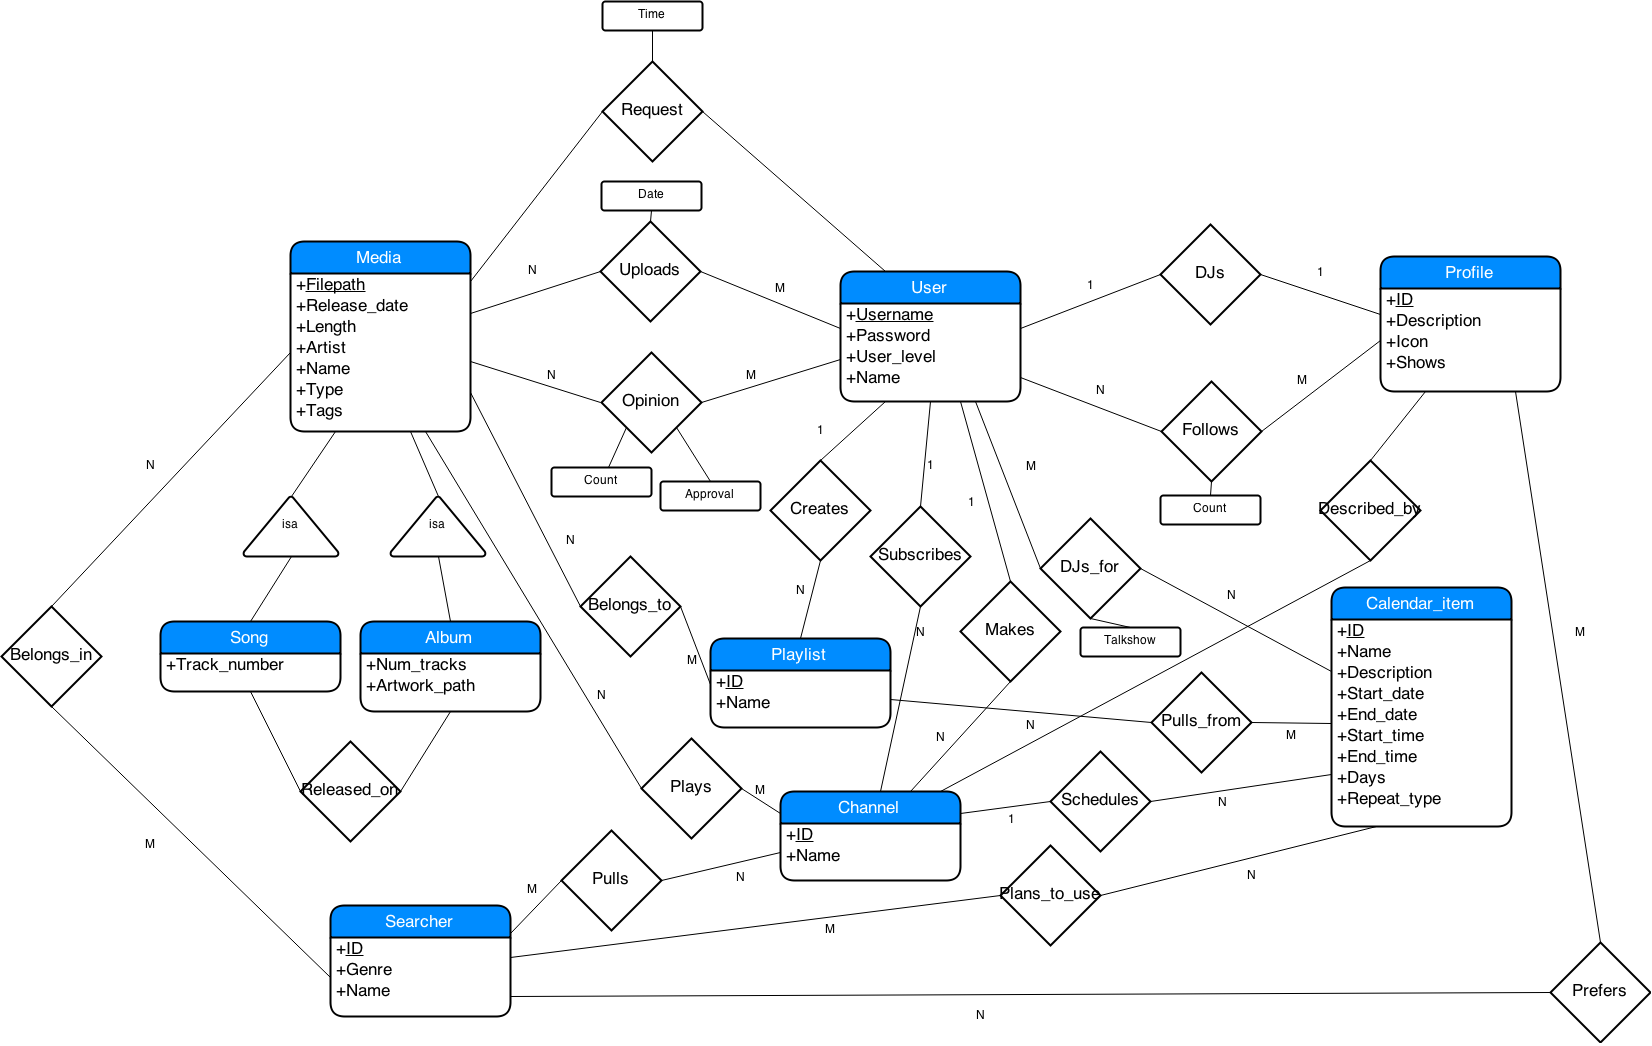 Time
Request
Date
Uploads
N
M
Media
+Filepath
+Release_date
+Length
+Artist
+Name
+Type
+Tags
User
+Username
+Password
+User_level
+Name
1
DJs
1
Profile
+ID
+Description
+Icon
+Shows
N
Opinion
M
Count
Approval
N
Follows
M
Count
N
1
Creates
N
1
Subscribes
N
1
Makes
N
M
DJs_for
N
Talkshow
Described_by
N
isa
isa
N
Belongs_to
M
Belongs_in
Song
+Track_number
Album
+Num_tracks
+Artwork_path
Playlist
+ID
+Name
Calendar_item
+ID
+Name
+Description
+Start_date
+End_date
+Start_time
+End_time
+Days
+Repeat_type
M
Pulls_from
M
N
Released_on
N
Plays
M
Channel
+ID
+Name
1
Schedules
N
M
M
Pulls
N
Plans_to_use
N
M
Searcher
+ID
+Genre
+Name
Prefers
N